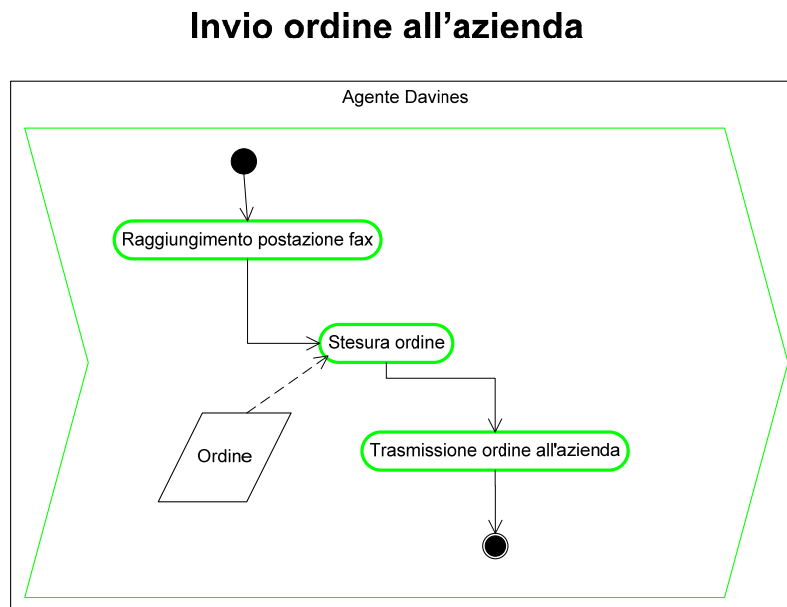 Invio ordine all’azienda
Agente Davines
Raggiungimento postazione fax
Stesura ordine
Ordine
Trasmissione ordine all'azienda